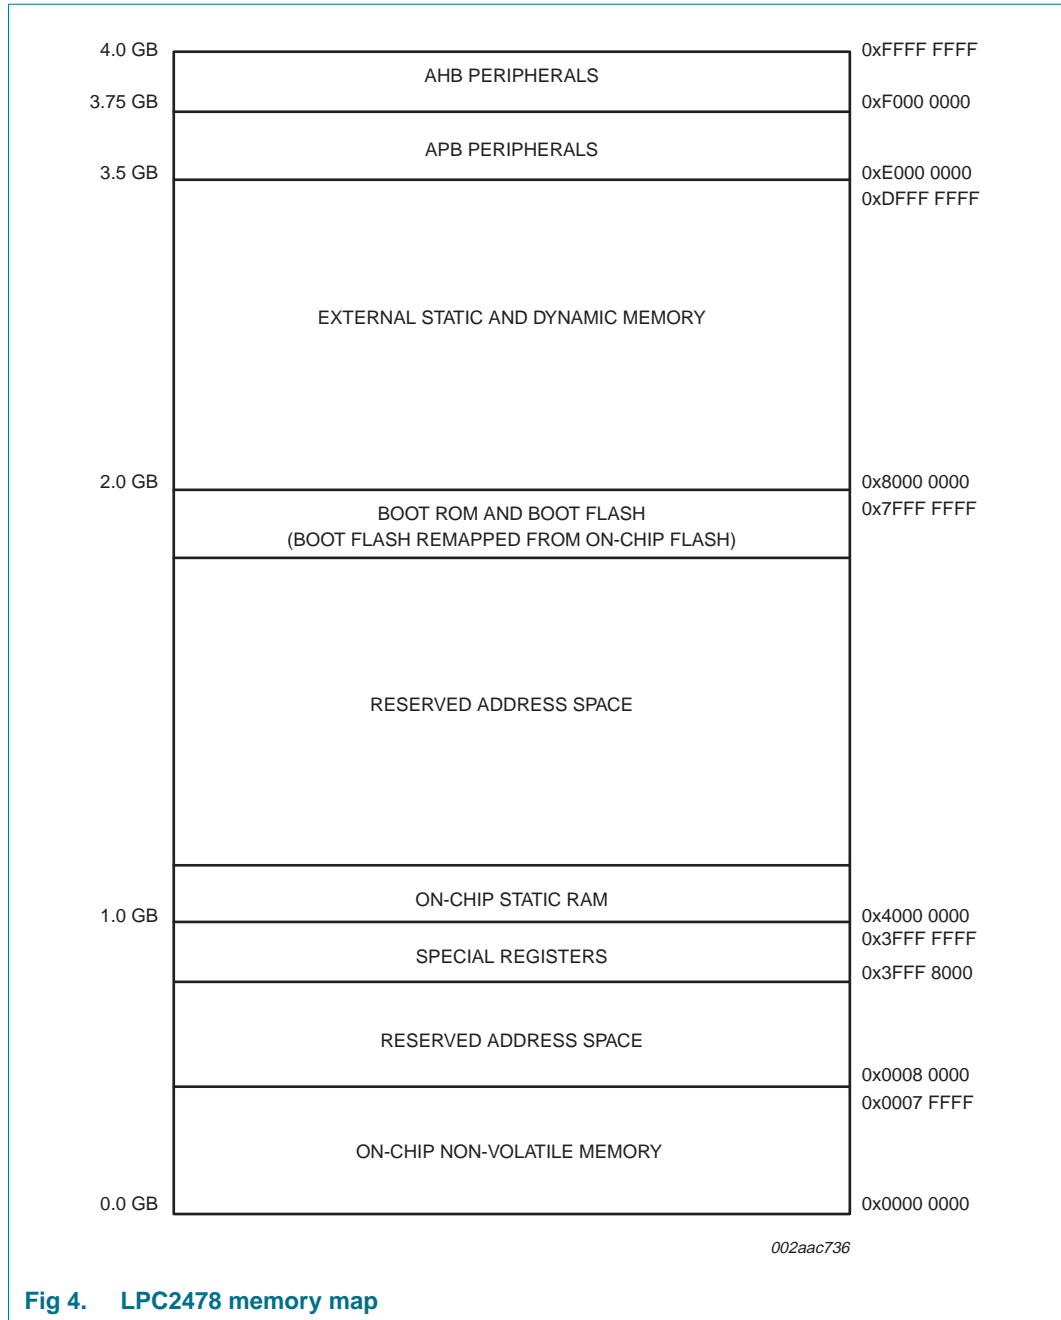 4.0 GB 0xFFFF FFFF
AHB PERIPHERALS
3.75 GB 0xF000 0000
APB PERIPHERALS
3.5 GB 0xE000 0000
0xDFFF FFFF
EXTERNAL STATIC AND DYNAMIC MEMORY
2.0 GB 0x8000 0000
BOOT ROM AND BOOT FLASH 0x7FFF FFFF
(BOOT FLASH REMAPPED FROM ON-CHIP FLASH)
RESERVED ADDRESS SPACE
ON-CHIP STATIC RAM
1.0 GB 0x4000 0000
0x3FFF FFFF
SPECIAL REGISTERS
0x3FFF 8000
RESERVED ADDRESS SPACE
0x0008 0000
0x0007 FFFF
ON-CHIP NON-VOLATILE MEMORY
0.0 GB 0x0000 0000
002aac736
Fig 4. LPC2478 memory map